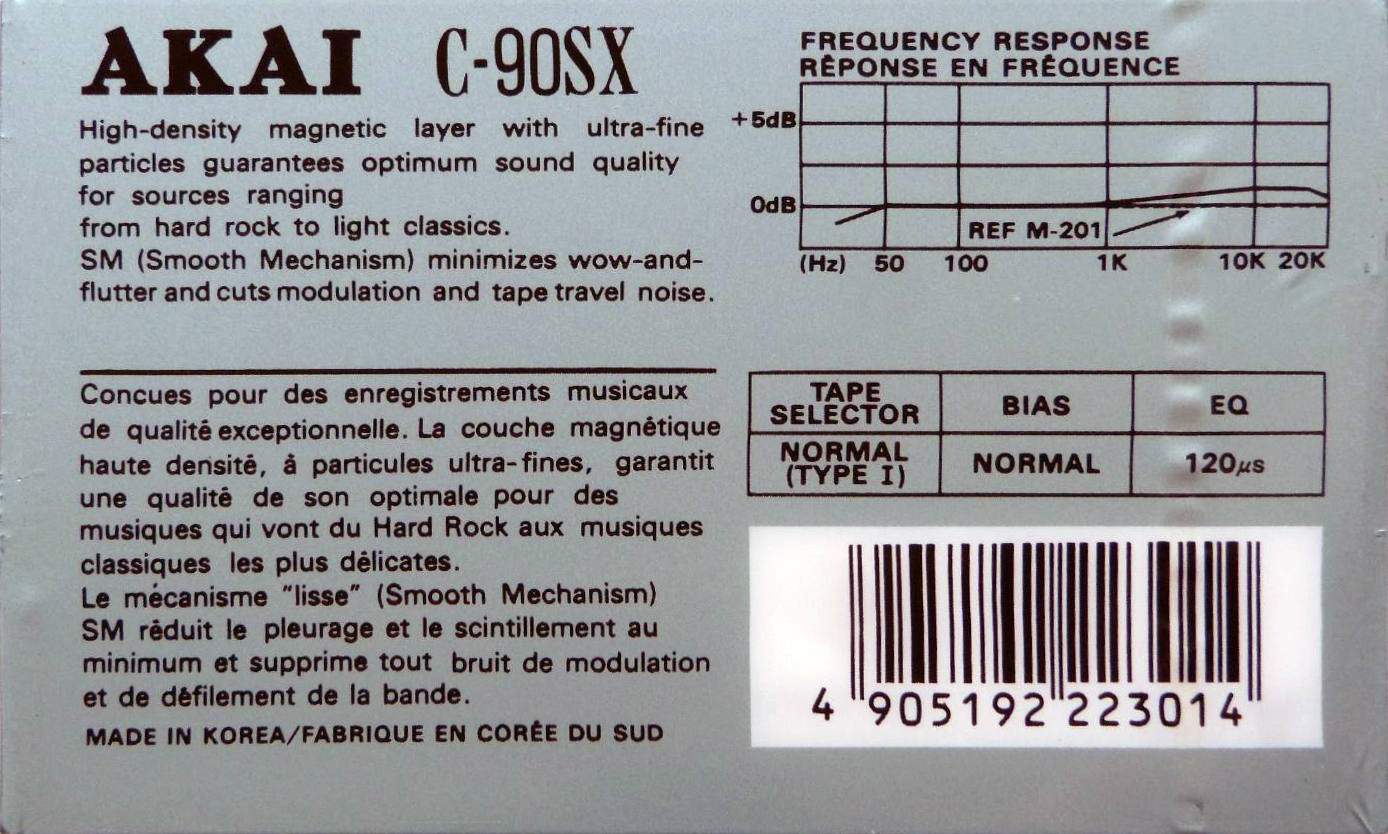 AKAI C-90SX
High-density magnetic layer with ultra-fine
particles guarantees optimum sound quality
for sources ranging
from hard rock to light classics.
SM (Smooth Mechanism) minimizes wow-and-
flutter and cuts modulation and tape travel noise.
Concues pour des enregistrements musicaux
de qualité exceptionnelle. La couche magnétique
haute densité, à particules ultra-fines, garantit
une qualité de son optimale pour des
musiques qui vont du Hard Rock aux musiques
classiques les plus délicates.
Le mécanisme "lisse" (Smooth Mechanism)
SM réduit le pleurage et le scintillement au
minimum et supprime tout bruit de modulation
et de défilement de la bande.
MADE IN KOREA/FABRIQUE EN CORÉE DU SUD
FREQUENCY RESPONSE
RÉPONSE EN FRÉQUENCE
+5dB
0dB
REF M-201
(Hz) 50 100 1K 10K 20K
TAPE
SELECTOR
BIAS
EQ
NORMAL
(TYPE I)
NORMAL
120μs
4 905192 223014